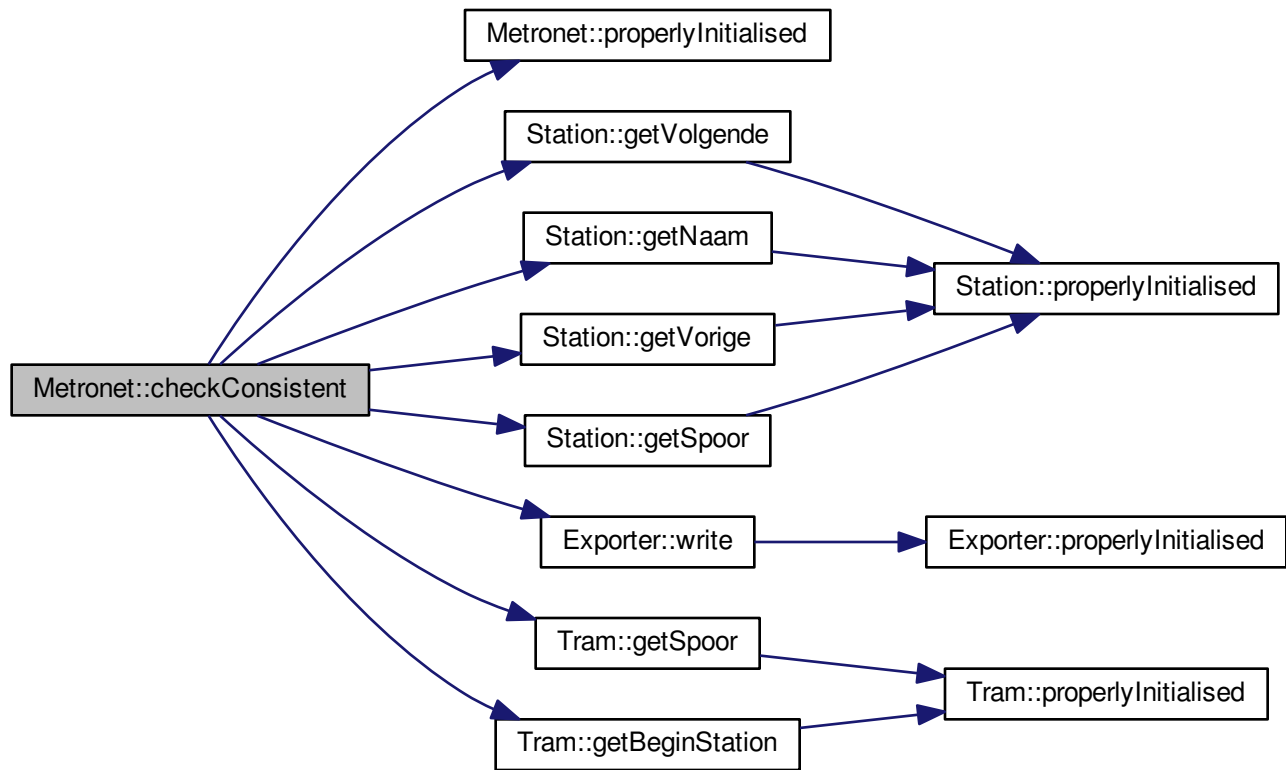 Metronet::properlyInitialised
Station::getVolgende
Station::getNaam
Station::properlyInitialised
Station::getVorige
Metronet::checkConsistent
Station::getSpoor
Exporter::write
Exporter::properlyInitialised
Tram::getSpoor
Tram::properlyInitialised
Tram::getBeginStation